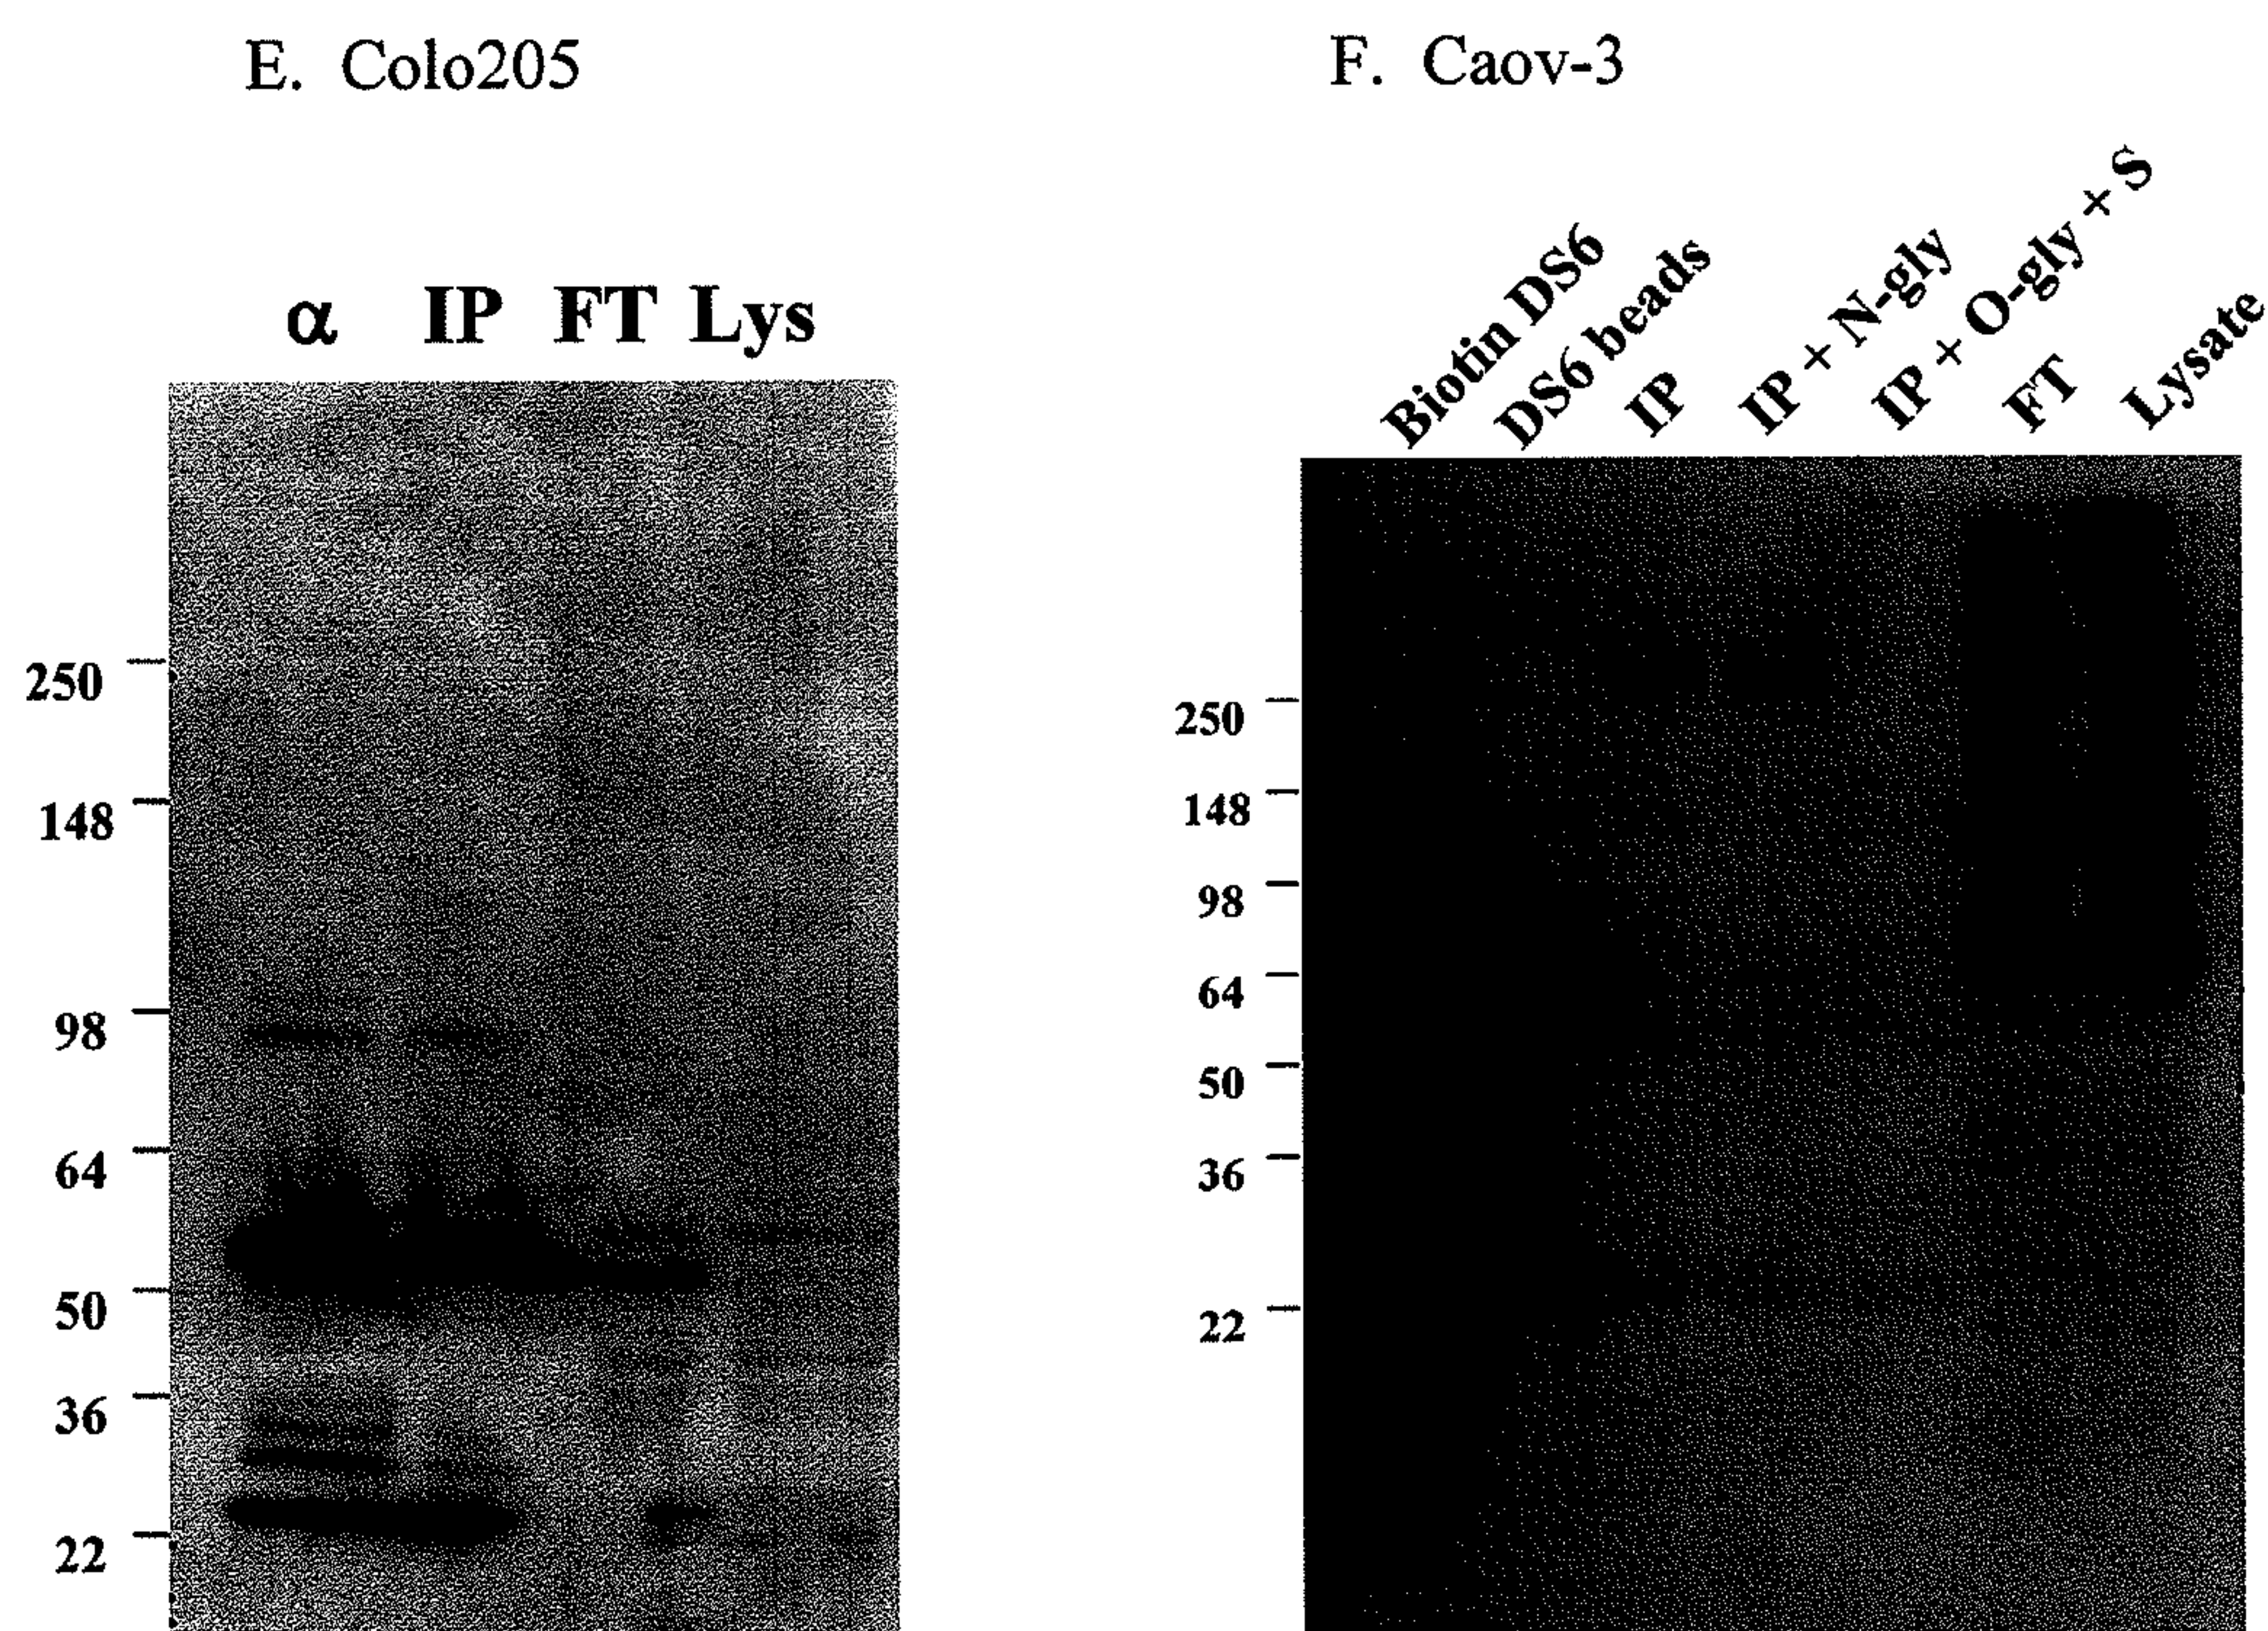 E. Colo205
α IP FT Lys
250
148
98
64
50
36
22
F. Caov-3
Biotin DS6
DS6 beads
IP
IP + N-gly
IP + O-gly + S
FT
Lysate
250
148
98
64
50
36
22